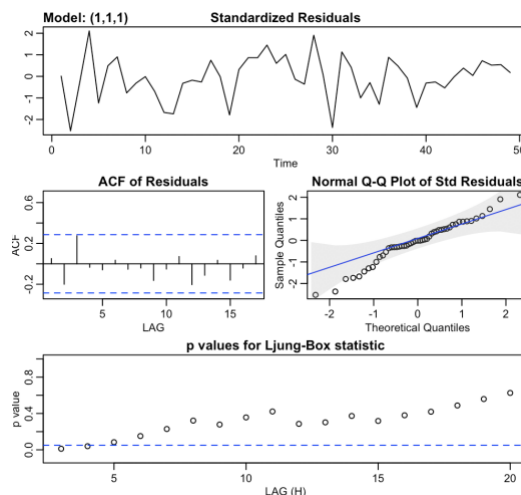 Model: (1,1,1) Standardized Residuals
2
1
0
-1
-2
0 10 20 30 40 50
Time
ACF of Residuals
ACF
0.6
0.2
-0.2
5 10 15
LAG
Normal Q-Q Plot of Std Residuals
Sample Quantiles
2
1
0
-1
-2
-2 -1 0 1 2
Theoretical Quantiles
p values for Ljung-Box statistic
p value
0.8
0.4
0.0
5 10 15 20
LAG (H)